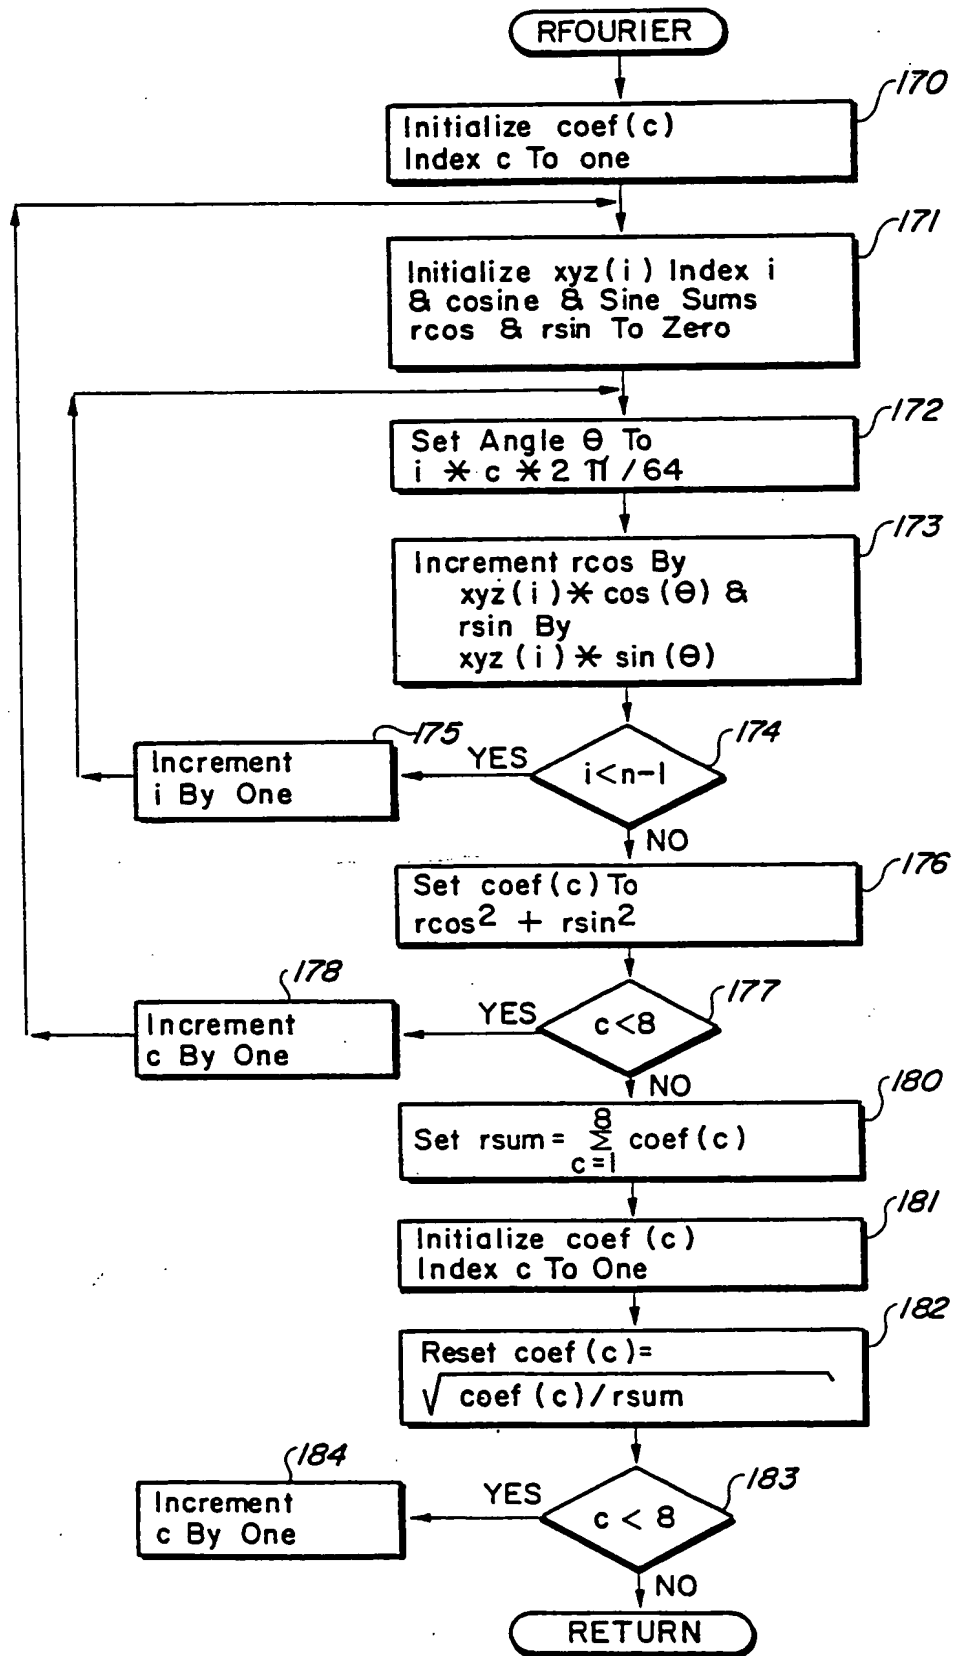 RFOURIER
170
Initialize coef(c)
Index c To one
171
Initialize xyz(i) Index i
& cosine & Sine Sums
rcos & rsin To Zero
172
Set Angle θ To
i * c * 2 π / 64
173
Increment rcos By
xyz(i) * cos(θ) &
rsin By
xyz(i) * sin(θ)
174
i<n-1
YES
175
Increment
i By One
NO
176
Set coef(c) To
rcos² + rsin²
177
c<8
YES
178
Increment
c By One
NO
180
8
Set rsum = Σ coef(c)
c=1
181
Initialize coef(c)
Index c To One
182
Reset coef(c)=
√coef(c)/rsum
183
c < 8
YES
184
Increment
c By One
NO
RETURN